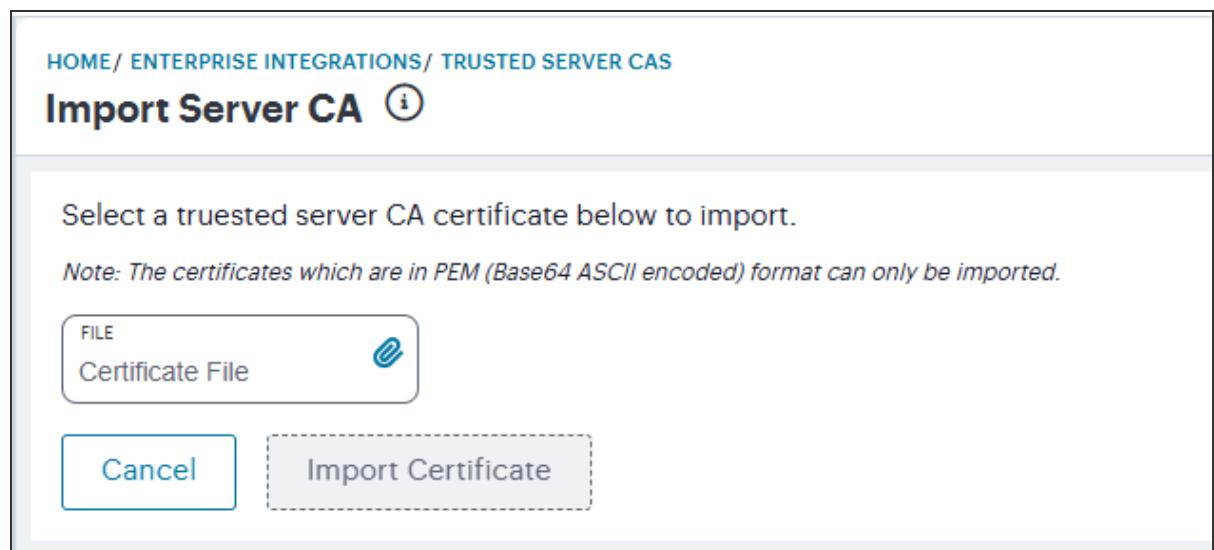 HOME/ ENTERPRISE INTEGRATIONS/ TRUSTED SERVER CAS
Import Server CA
Select a truested server CA certificate below to import.
Note: The certificates which are in PEM (Base64 ASCII encoded) format can only be imported.
FILE
Certificate File
Cancel Import Certificate